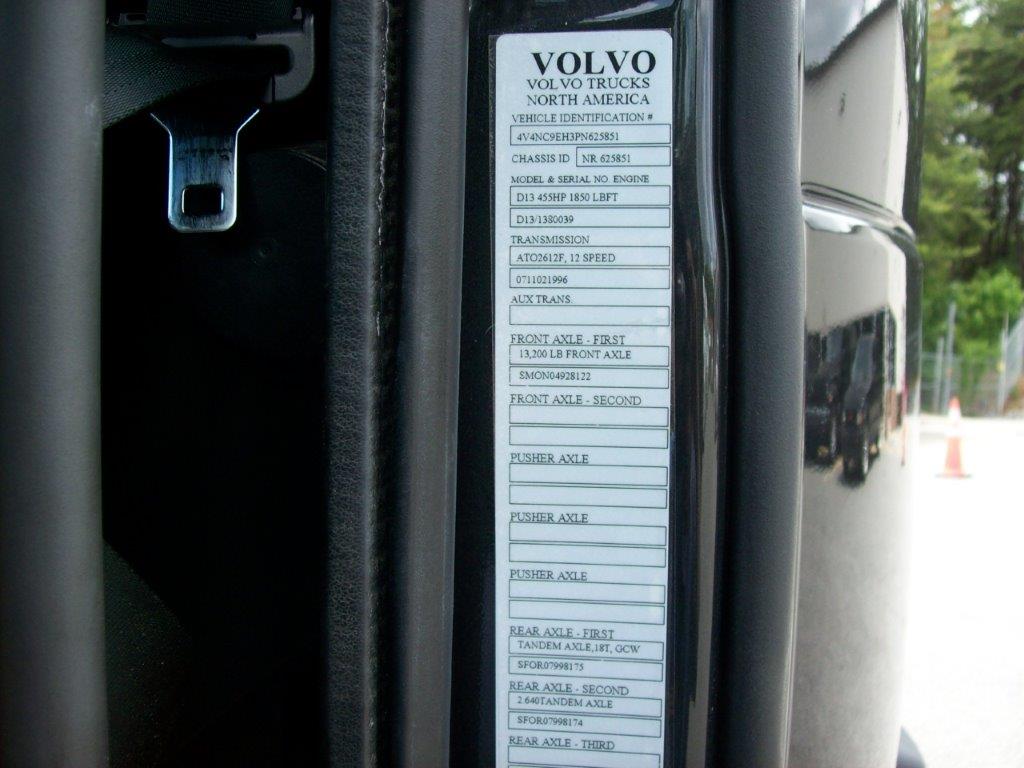 VOLVO
VOLVO TRUCKS
NORTH AMERICA
VEHICLE IDENTIFICATION #
4V4NC9EH3PN625851
CHASSIS ID NR 625851
MODEL & SERIAL NO. ENGINE
D13 455HP 1850 LBFT
D13/1380039
TRANSMISSION
ATO2612F, 12 SPEED
0711021996
AUX TRANS.
FRONT AXLE - FIRST
13,200 LB FRONT AXLE
SMON04928122
FRONT AXLE - SECOND
PUSHER AXLE
PUSHER AXLE
PUSHER AXLE
REAR AXLE - FIRST
TANDEM AXLE,18T, GCW
SFOR07998175
REAR AXLE - SECOND
2 640TANDEM AXLE
SFOR07998174
REAR AXLE - THIRD